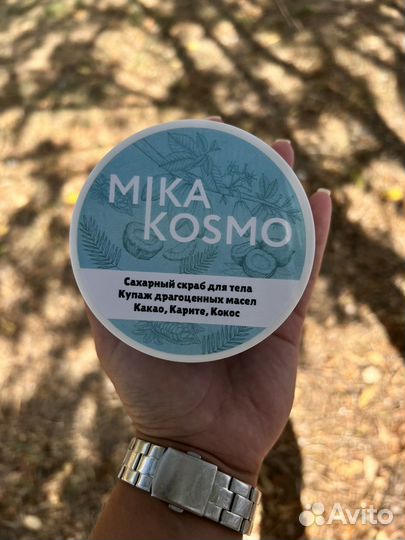 MIKA
KOSMO
Сахарный скраб для тела
Купаж драгоценных масел
Какао, Карите, Кокос
Avito